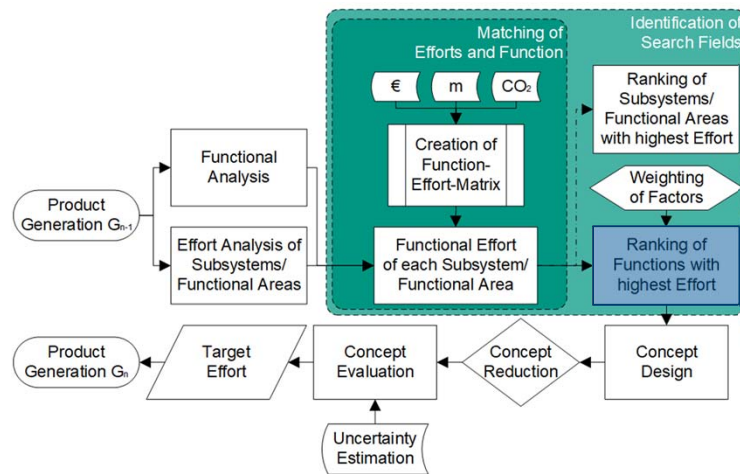 Identification of
Search Fields
Matching of
Efforts and Function
€
m
CO₂
Ranking of
Subsystems/
Functional Areas
with highest Effort
Creation of
Function-
Effort-Matrix
Functional
Analysis
Weighting
of Factors
Product
Generation Gn-1
Effort Analysis of
Subsystems/
Functional Areas
Functional Effort
of each Subsystem/
Functional Area
Ranking of
Functions with
highest Effort
Product
Generation Gn
Target
Effort
Concept
Evaluation
Concept
Reduction
Concept
Design
Uncertainty
Estimation